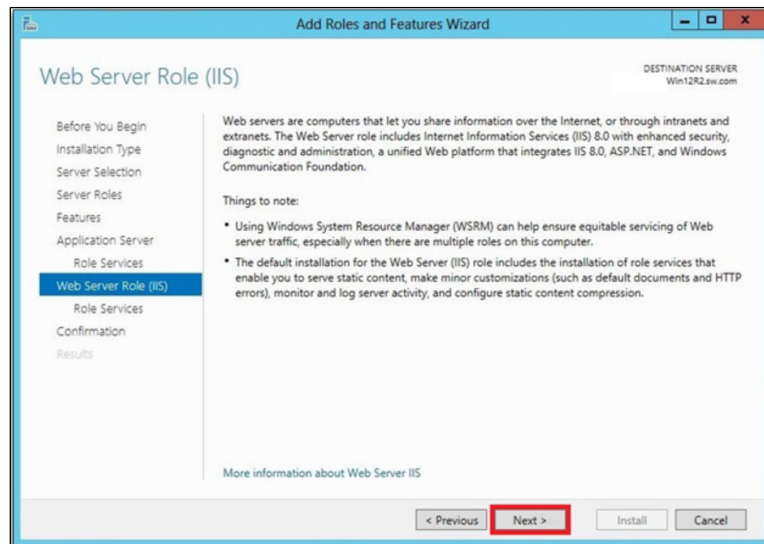 Add Roles and Features Wizard
Web Server Role (IIS)
DESTINATION SERVER
Win12R2.sw.com
Before You Begin
Installation Type
Server Selection
Server Roles
Features
Application Server
Role Services
Web Server Role (IIS)
Role Services
Confirmation
Results
Web servers are computers that let you share information over the Internet, or through intranets and
extranets. The Web Server role includes Internet Information Services (IIS) 8.0 with enhanced security,
diagnostic and administration, a unified Web platform that integrates IIS 8.0, ASP.NET, and Windows
Communication Foundation.
Things to note:
• Using Windows System Resource Manager (WSRM) can help ensure equitable servicing of Web
server traffic, especially when there are multiple roles on this computer.
• The default installation for the Web Server (IIS) role includes the installation of role services that
enable you to serve static content, make minor customizations (such as default documents and HTTP
errors), monitor and log server activity, and configure static content compression.
More information about Web Server IIS
< Previous Next > Install Cancel